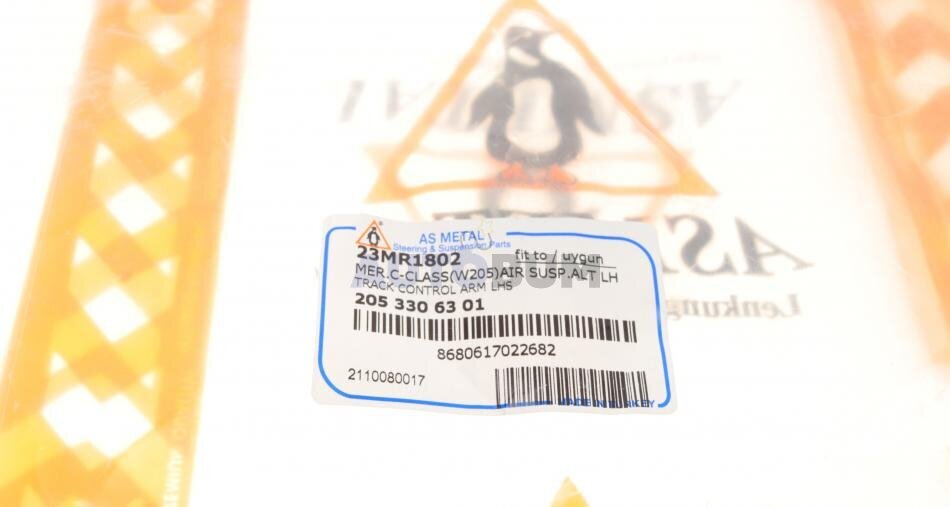 AS METAL
Steering & Suspension Parts
23MR1802
fit to / uygun
MER.C-CLASS(W205)AIR SUSP.ALT LH
TRACK CONTROL ARM LHS
205 330 63 01
8680617022682
2110080017
MADE IN TURKEY
Lenkung